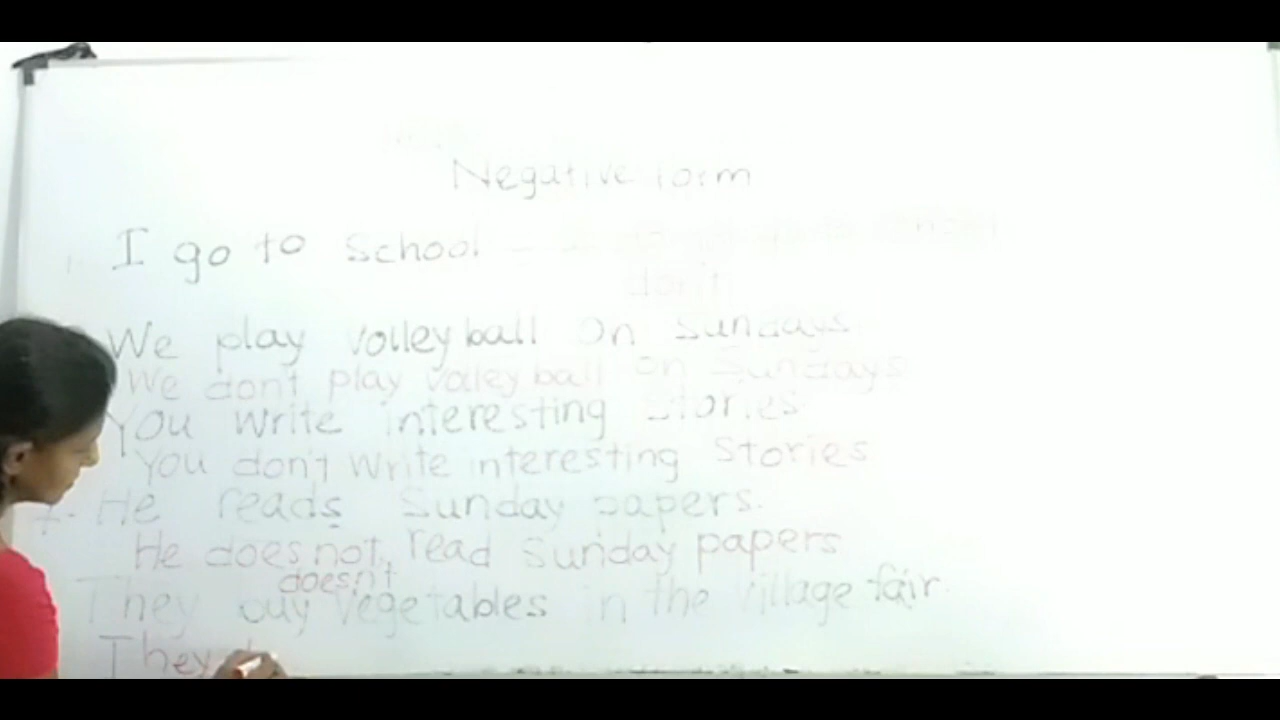 Negative form
I go to School –
We play volleyball On Sundays
We don't play volleyball on Sundays
You write interesting Stories
You don't write interesting Stories
He reads Sunday papers.
He does not read Sunday papers
doesn't
They buy vegetables in the village fair.
They